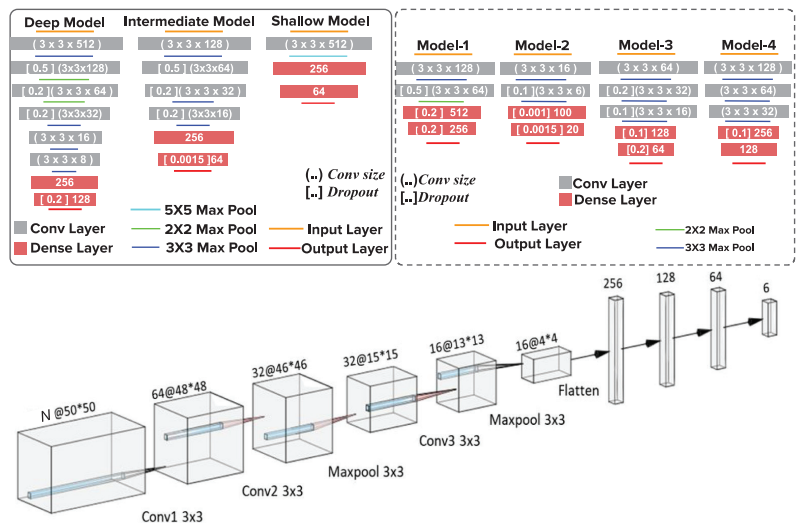 Deep Model
(3 x 3 x 512 )
[ 0.5 ] (3x3x128)
[ 0.2 ](3 x 3 x 64 )
[ 0.2 ](3x3x32)
(3 x 3 x 16 )
(3 x 3 x 8 )
256
[ 0.2 ] 128
Intermediate Model
(3 x 3 x 128 )
[ 0.5 ] (3x3x64)
[ 0.2 ](3 x 3 x 32 )
[ 0.2 ](3x3x16)
256
[ 0.0015 ]64
Shallow Model
(3 x 3 x 512 )
256
64
(..) Conv size
[..] Dropout
Conv Layer
Dense Layer
5X5 Max Pool
2X2 Max Pool
3X3 Max Pool
Input Layer
Output Layer
Model-1
(3 x 3 x 128)
[0.5] (3 x 3 x 64)
[ 0.2 ] 512
[ 0.2 ] 256
Model-2
(3 x 3 x 16 )
[0.1](3 x 3 x 6)
[0.001] 100
[0.0015 ] 20
Model-3
(3 x 3 x 64 )
[0.2](3 x 3 x 32)
[0.1](3 x 3 x 16)
[0.1] 128
[0.2] 64
Model-4
(3 x 3 x 128)
(3 x 3 x 64)
(3 x 3 x 32)
[0.1] 256
128
(..) Conv size
[..]Dropout
Conv Layer
Dense Layer
Input Layer
Output Layer
2X2 Max Pool
3X3 Max Pool
N @50*50
64@48*48
32@46*46
32@15*15
16@13*13
16@4*4
256
128
64
6
Conv1 3x3
Conv2 3x3
Maxpool 3x3
Conv3 3x3
Maxpool 3x3
Flatten